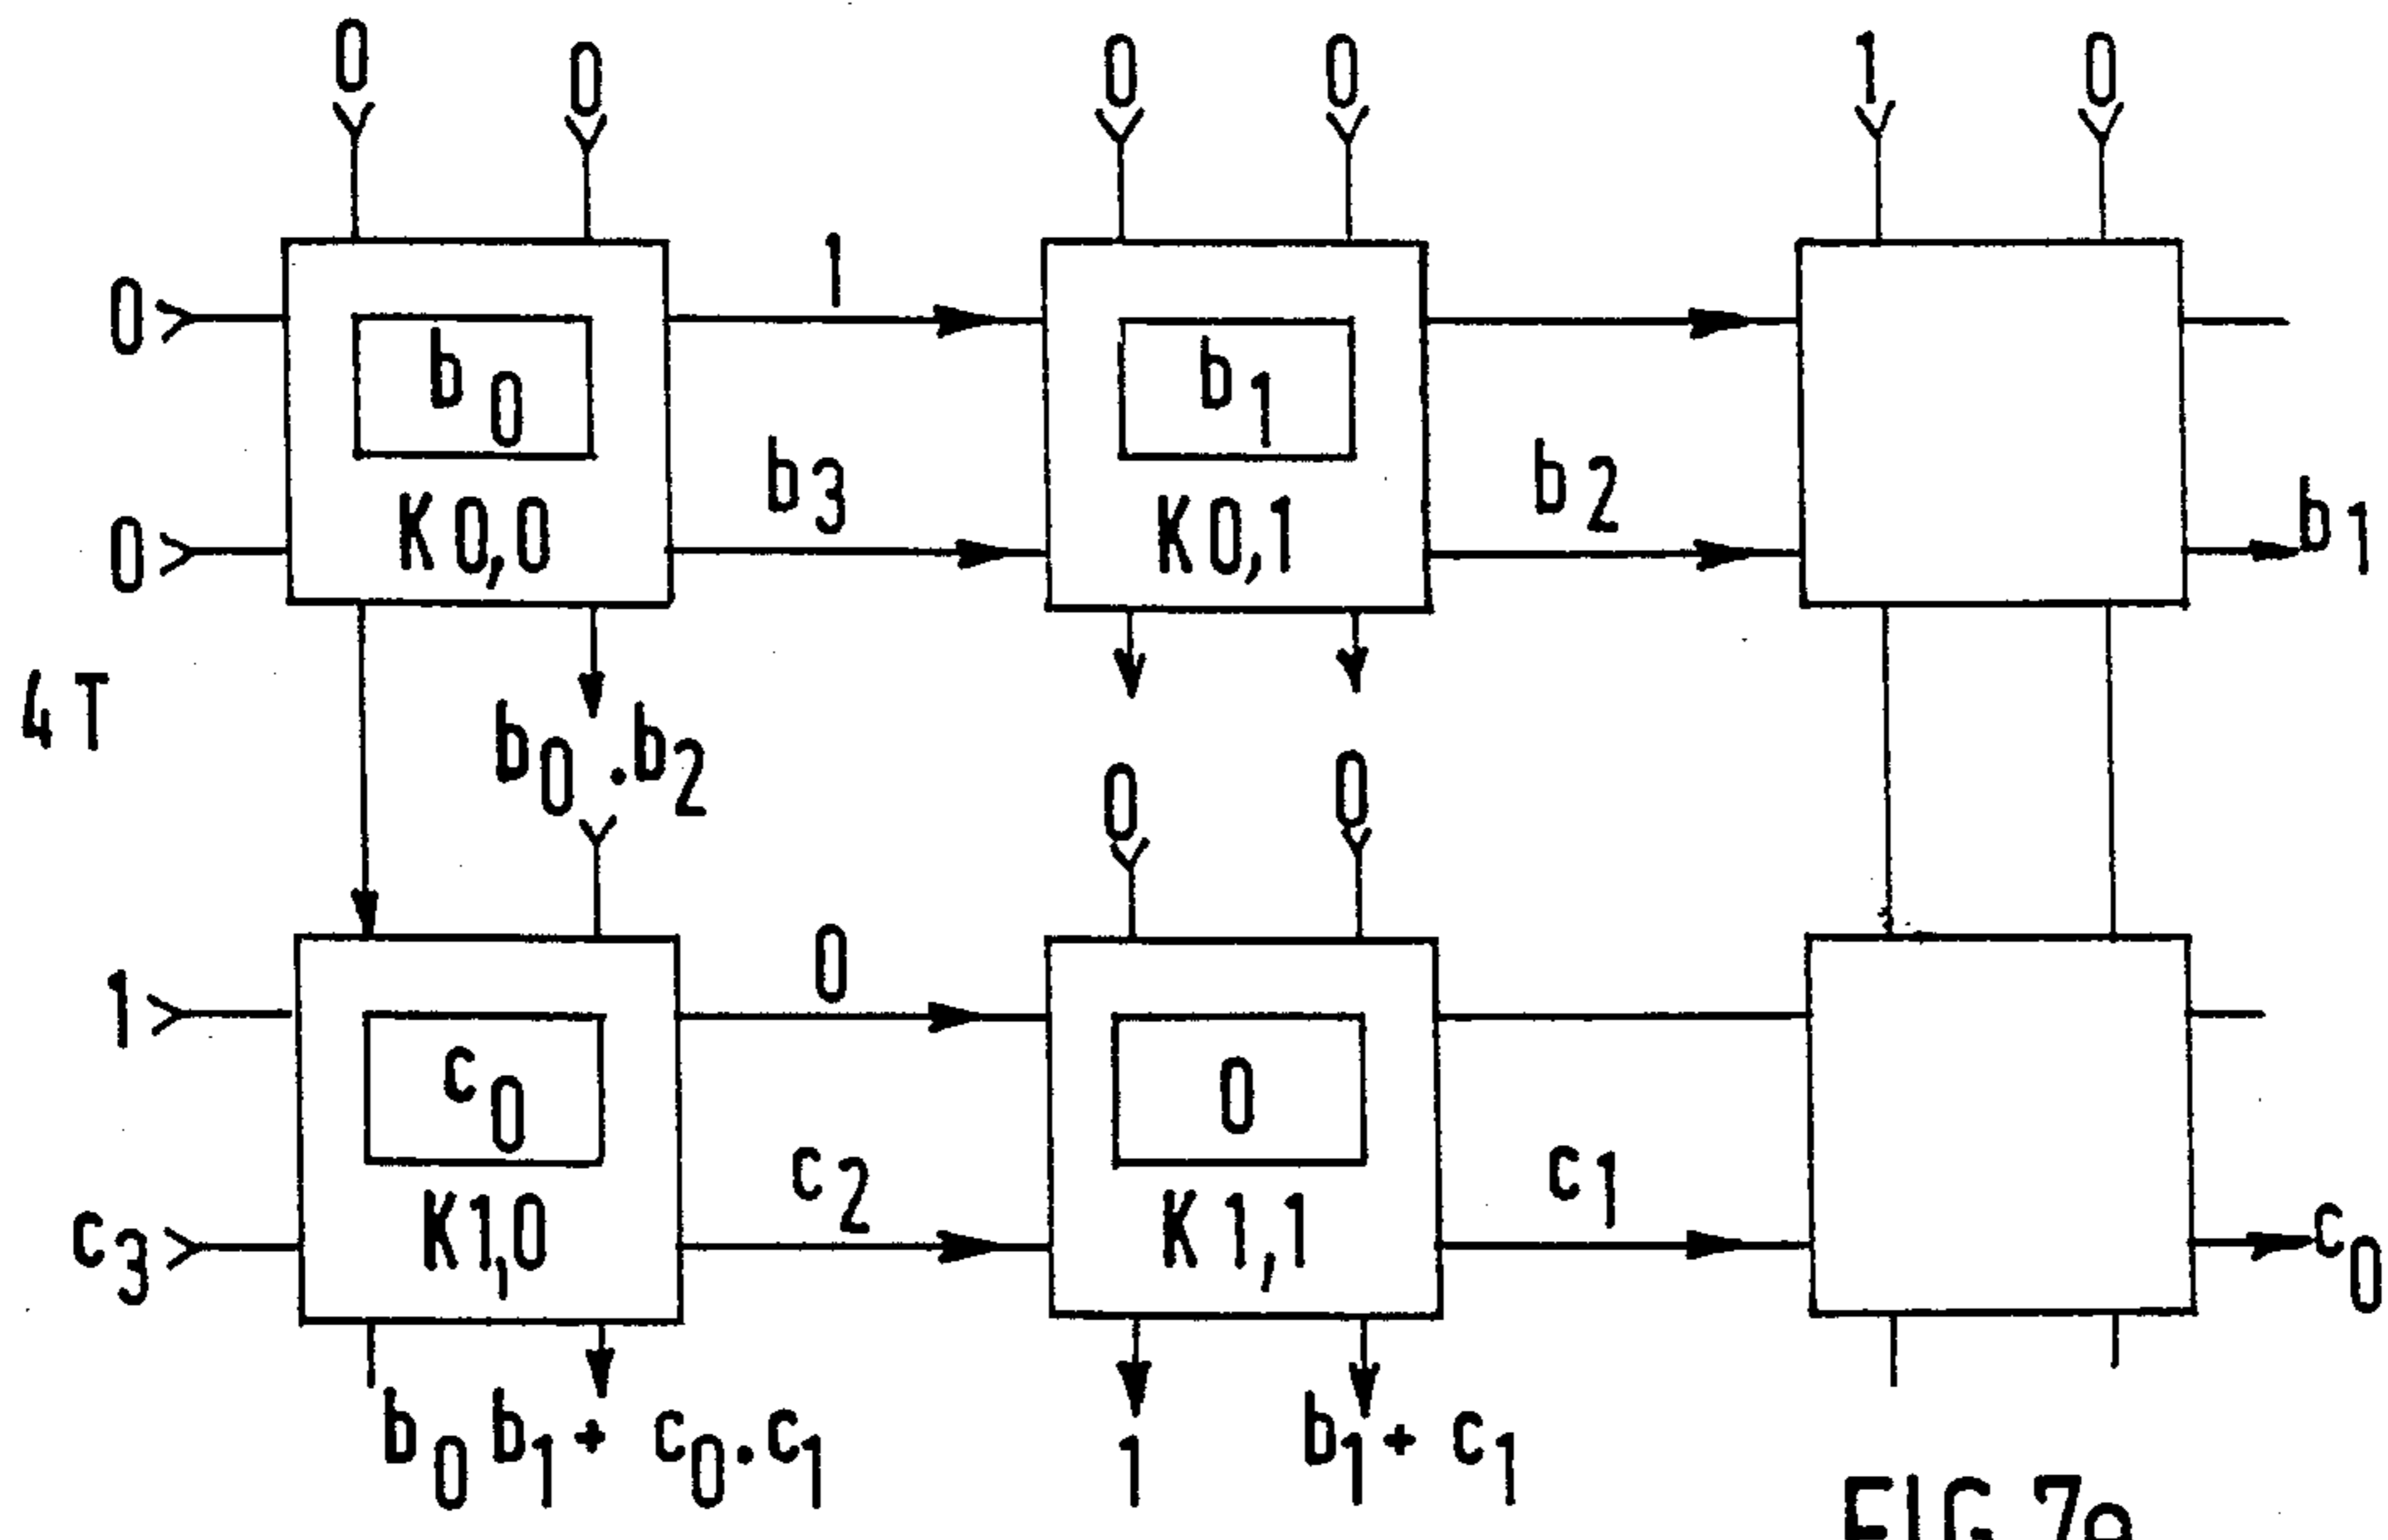 0 0 0 0 1 0
0 1
b0 b1
b3 b2 b1
0 K0,0 K0,1
4T
b0.b2
0 0
1 0
c0 0
c2 c1
c3 K1,0 K1,1 c0
b0 b1 + c0.c1 1 b1 + c1
FIG.7e